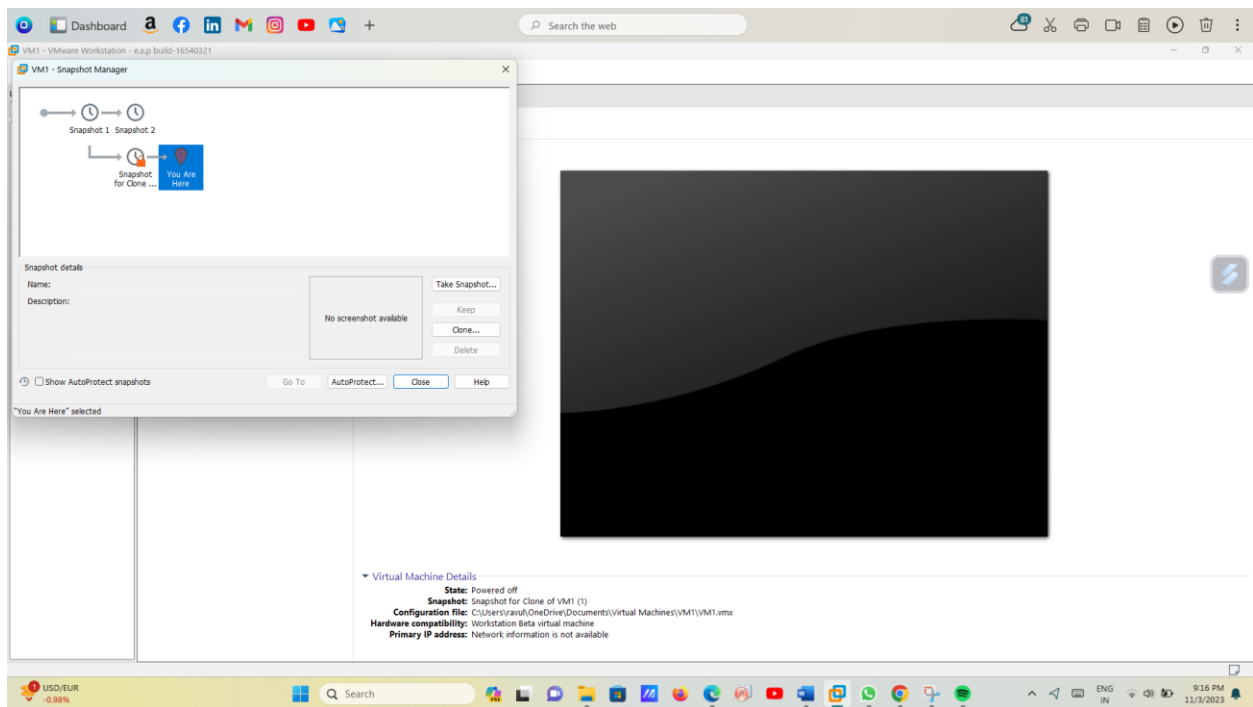 Dashboard
Search the web
81
VM1 - VMware Workstation - e.x.p build-16540321
VM1 - Snapshot Manager
Snapshot 1 Snapshot 2
Snapshot
for Clone ...
You Are
Here
Snapshot details
Name:
Description:
No screenshot available
Take Snapshot...
Keep
Clone...
Delete
Show AutoProtect snapshots
Go To
AutoProtect...
Close
Help
"You Are Here" selected
Virtual Machine Details
State: Powered off
Snapshot: Snapshot for Clone of VM1 (1)
Configuration file: C:\Users\ravul\OneDrive\Documents\Virtual Machines\VM1\VM1.vmx
Hardware compatibility: Workstation Beta virtual machine
Primary IP address: Network information is not available
1
USD/EUR
-0.98%
Search
ENG
IN
9:16 PM
11/3/2023